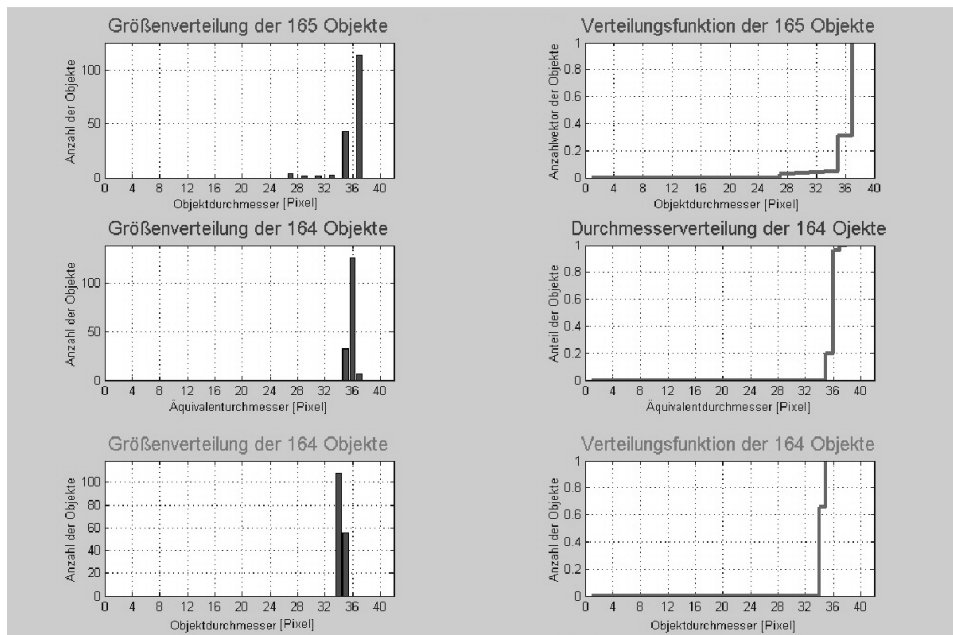 Größenverteilung der 165 Objekte
Anzahl der Objekte
100
50
0
0 4 8 12 16 20 24 28 32 36 40
Objektdurchmesser [Pixel]
Verteilungsfunktion der 165 Objekte
Anzahlvektor der Objekte
1
0.8
0.6
0.4
0.2
0
0 4 8 12 16 20 24 28 32 36 40
Objektdurchmesser [Pixel]
Größenverteilung der 164 Objekte
Anzahl der Objekte
100
50
0
0 4 8 12 16 20 24 28 32 36 40
Äquivalenturchmesser [Pixel]
Durchmesserverteilung der 164 Ojekte
Anteil der Objekte
1
0.8
0.6
0.4
0.2
0
0 4 8 12 16 20 24 28 32 36 40
Äquivalentdurchmesser [Pixel]
Größenverteilung der 164 Objekte
Anzahl der Objekte
100
80
60
40
20
0
0 4 8 12 16 20 24 28 32 36 40
Objektdurchmesser [Pixel]
Verteilungsfunktion der 164 Objekte
Anzahl der Objekte
1
0.8
0.6
0.4
0.2
0
0 4 8 12 16 20 24 28 32 36 40
Objektdurchmesser [Pixel]